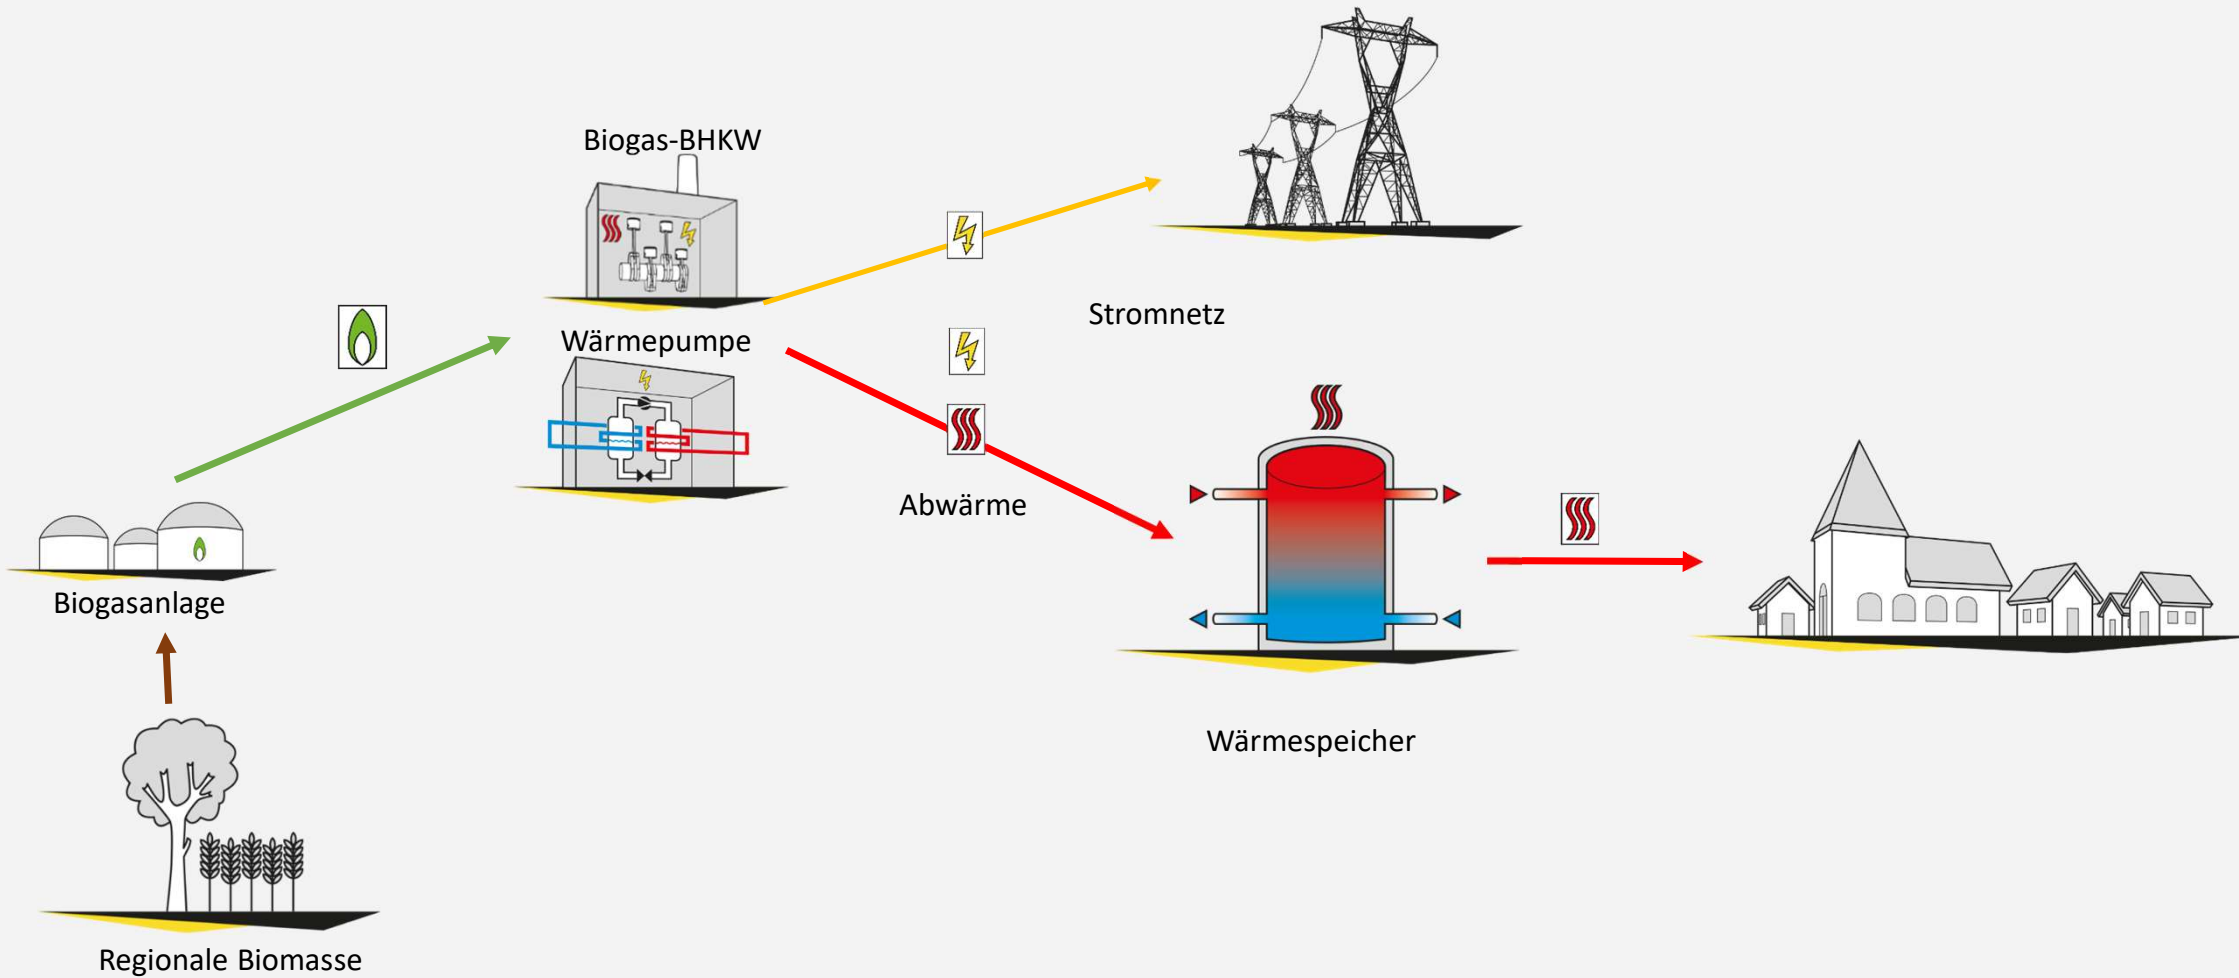 Biogas-BHKW
Wärmepumpe
Stromnetz
Abwärme
Biogasanlage
Wärmespeicher
Regionale Biomasse